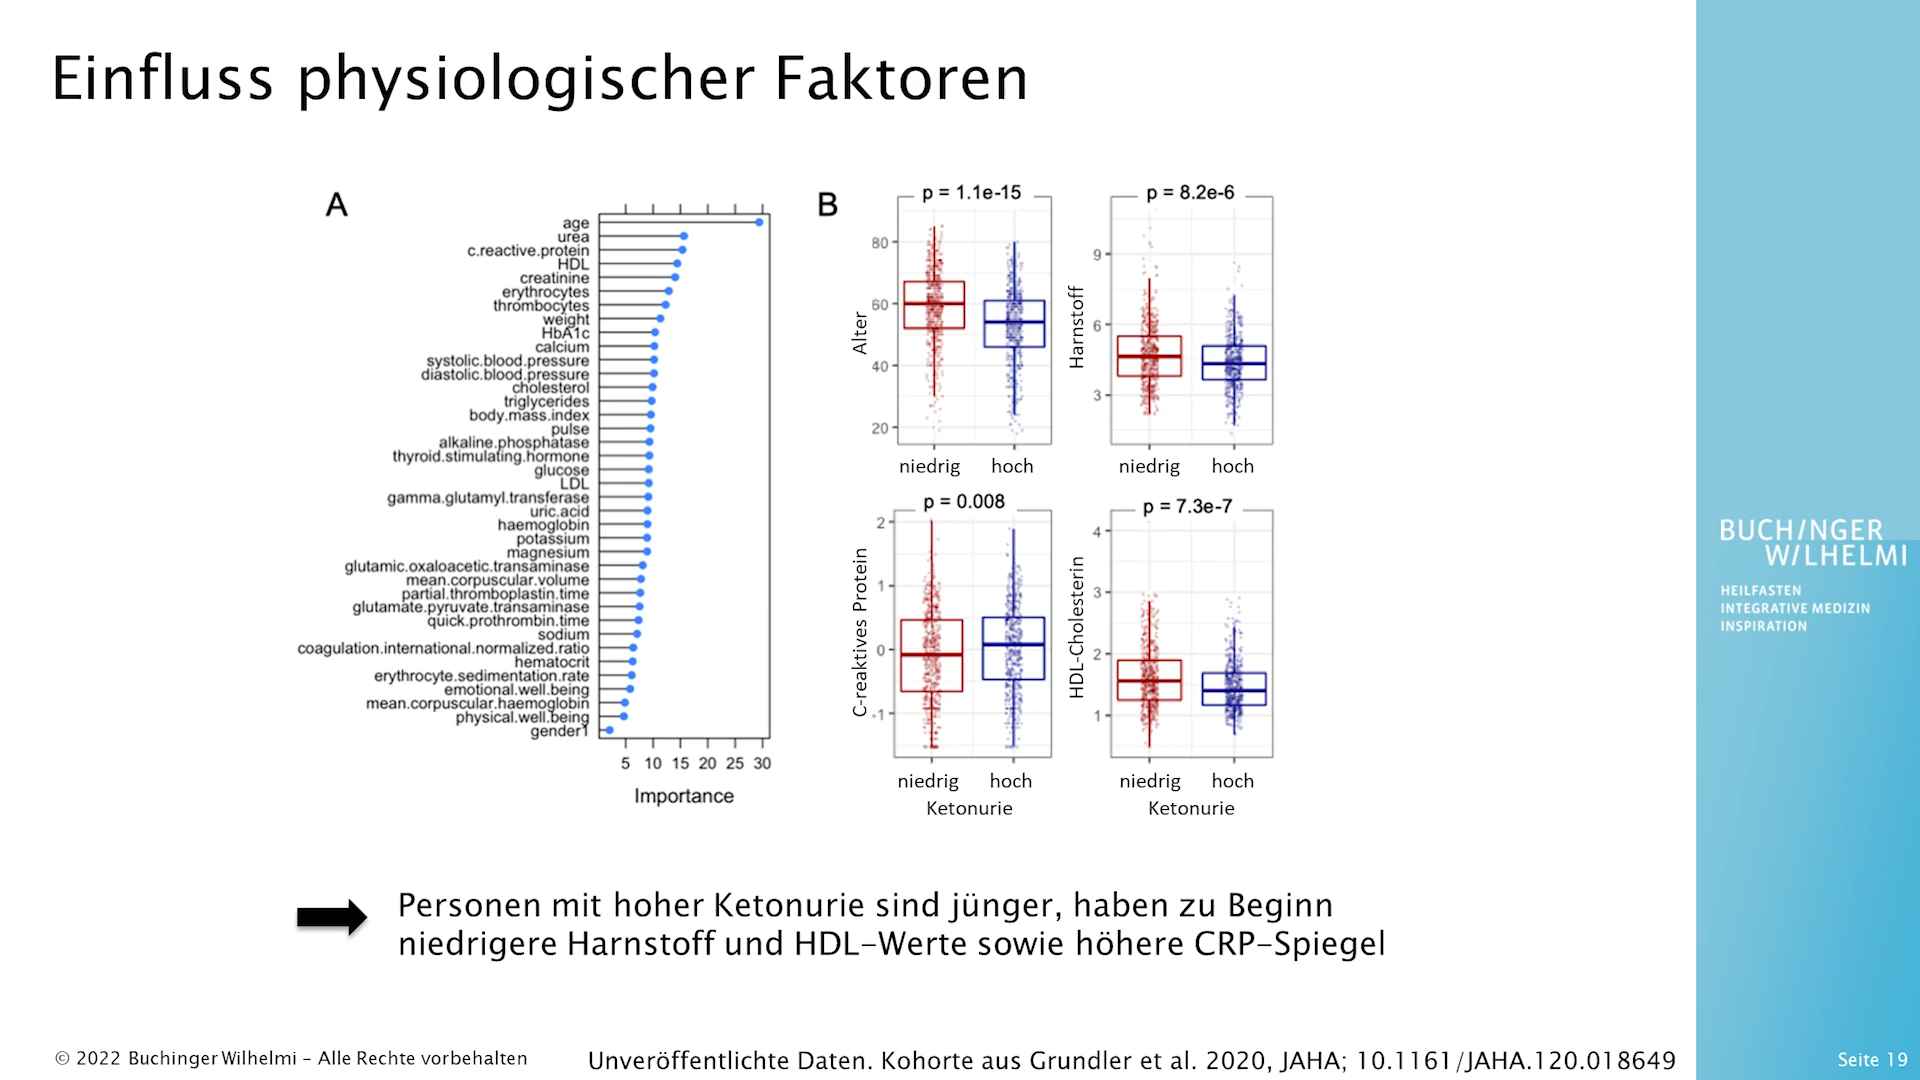 Einfluss physiologischer Faktoren
A
age
urea
c.reactive.protein
HDL
creatinine
erythrocytes
thrombocytes
weight
HbA1c
calcium
systolic.blood.pressure
diastolic.blood.pressure
cholesterol
triglycerides
body.mass.index
pulse
alkaline.phosphatase
thyroid.stimulating.hormone
glucose
LDL
gamma.glutamyl.transferase
uric.acid
haemoglobin
potassium
magnesium
glutamic.oxaloacetic.transaminase
mean.corpuscular.volume
partial.thromboplastin.time
glutamate.pyruvate.transaminase
quick.prothrombin.time
sodium
coagulation.international.normalized.ratio
hematocrit
erythrocyte.sedimentation.rate
emotional.well.being
mean.corpuscular.haemoglobin
physical.well.being
gender1
5 10 15 20 25 30
Importance
B
p = 1.1e-15
Alter
80
60
40
20
niedrig hoch
p = 8.2e-6
Harnstoff
9
6
3
niedrig hoch
p = 0.008
C-reaktives Protein
2
1
0
-1
niedrig hoch
Ketonurie
p = 7.3e-7
HDL-Cholesterin
4
3
2
1
niedrig hoch
Ketonurie
Personen mit hoher Ketonurie sind jünger, haben zu Beginn
niedrigere Harnstoff und HDL-Werte sowie höhere CRP-Spiegel
BUCHINGER
WILHELMI
HEILFASTEN
INTEGRATIVE MEDIZIN
INSPIRATION
© 2022 Buchinger Wilhelmi – Alle Rechte vorbehalten
Unveröffentlichte Daten. Kohorte aus Grundler et al. 2020, JAHA; 10.1161/JAHA.120.018649
Seite 19